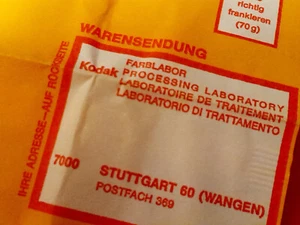 richtig
frankieren
(70g)
WARENSENDUNG
IHRE ADRESSE-AUF RÜCKSEITE
Kodak FARBLABOR
PROCESSING LABORATORY
LABORATOIRE DE TRAITEMENT
LABORATORIO DI TRATTAMENTO
7000 STUTTGART 60 (WANGEN)
POSTFACH 369